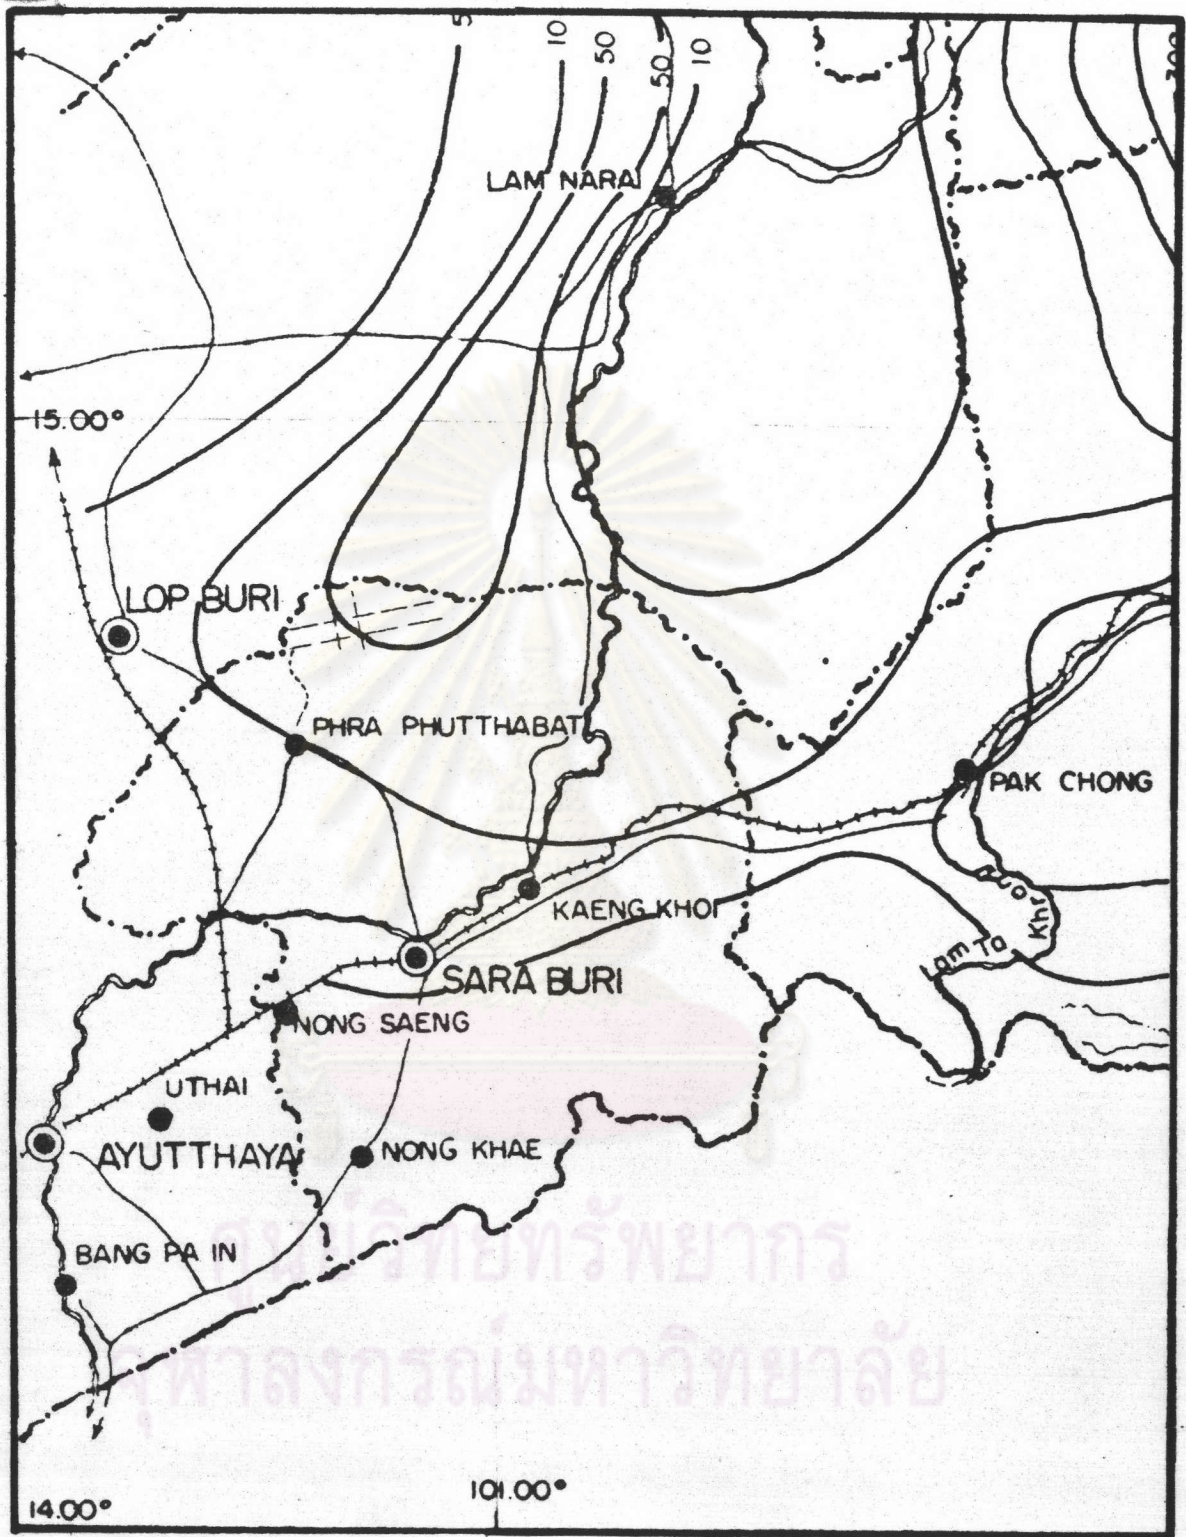 5
10
50
50
10
LAM NARAI
15.00°
LOP BURI
PHRA PHUTTHABAT
PAK CHONG
KAENG KHOI
Lam Ta
Khong
SARA BURI
NONG SAENG
UTHAI
AYUTTHAYA
NONG KHAE
BANG PA IN
ศูนย์วิทยทรัพยากร
จุฬาลงกรณ์มหาวิทยาลัย
101.00°
14.00°